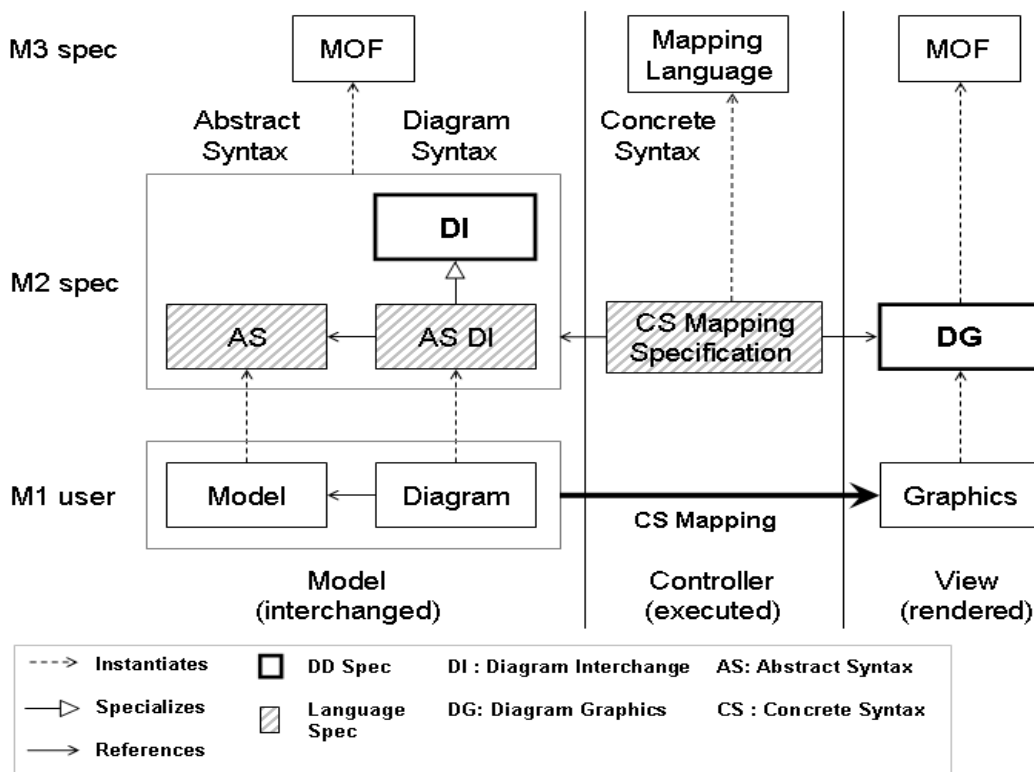 M3 spec
MOF
Mapping
Language
MOF
Abstract
Syntax
Diagram
Syntax
Concrete
Syntax
M2 spec
DI
AS
AS DI
CS Mapping
Specification
DG
M1 user
Model
Diagram
CS Mapping
Graphics
Model
(interchanged)
Controller
(executed)
View
(rendered)
Instantiates
DD Spec
DI : Diagram Interchange
AS: Abstract Syntax
Specializes
Language
Spec
DG: Diagram Graphics
CS : Concrete Syntax
References